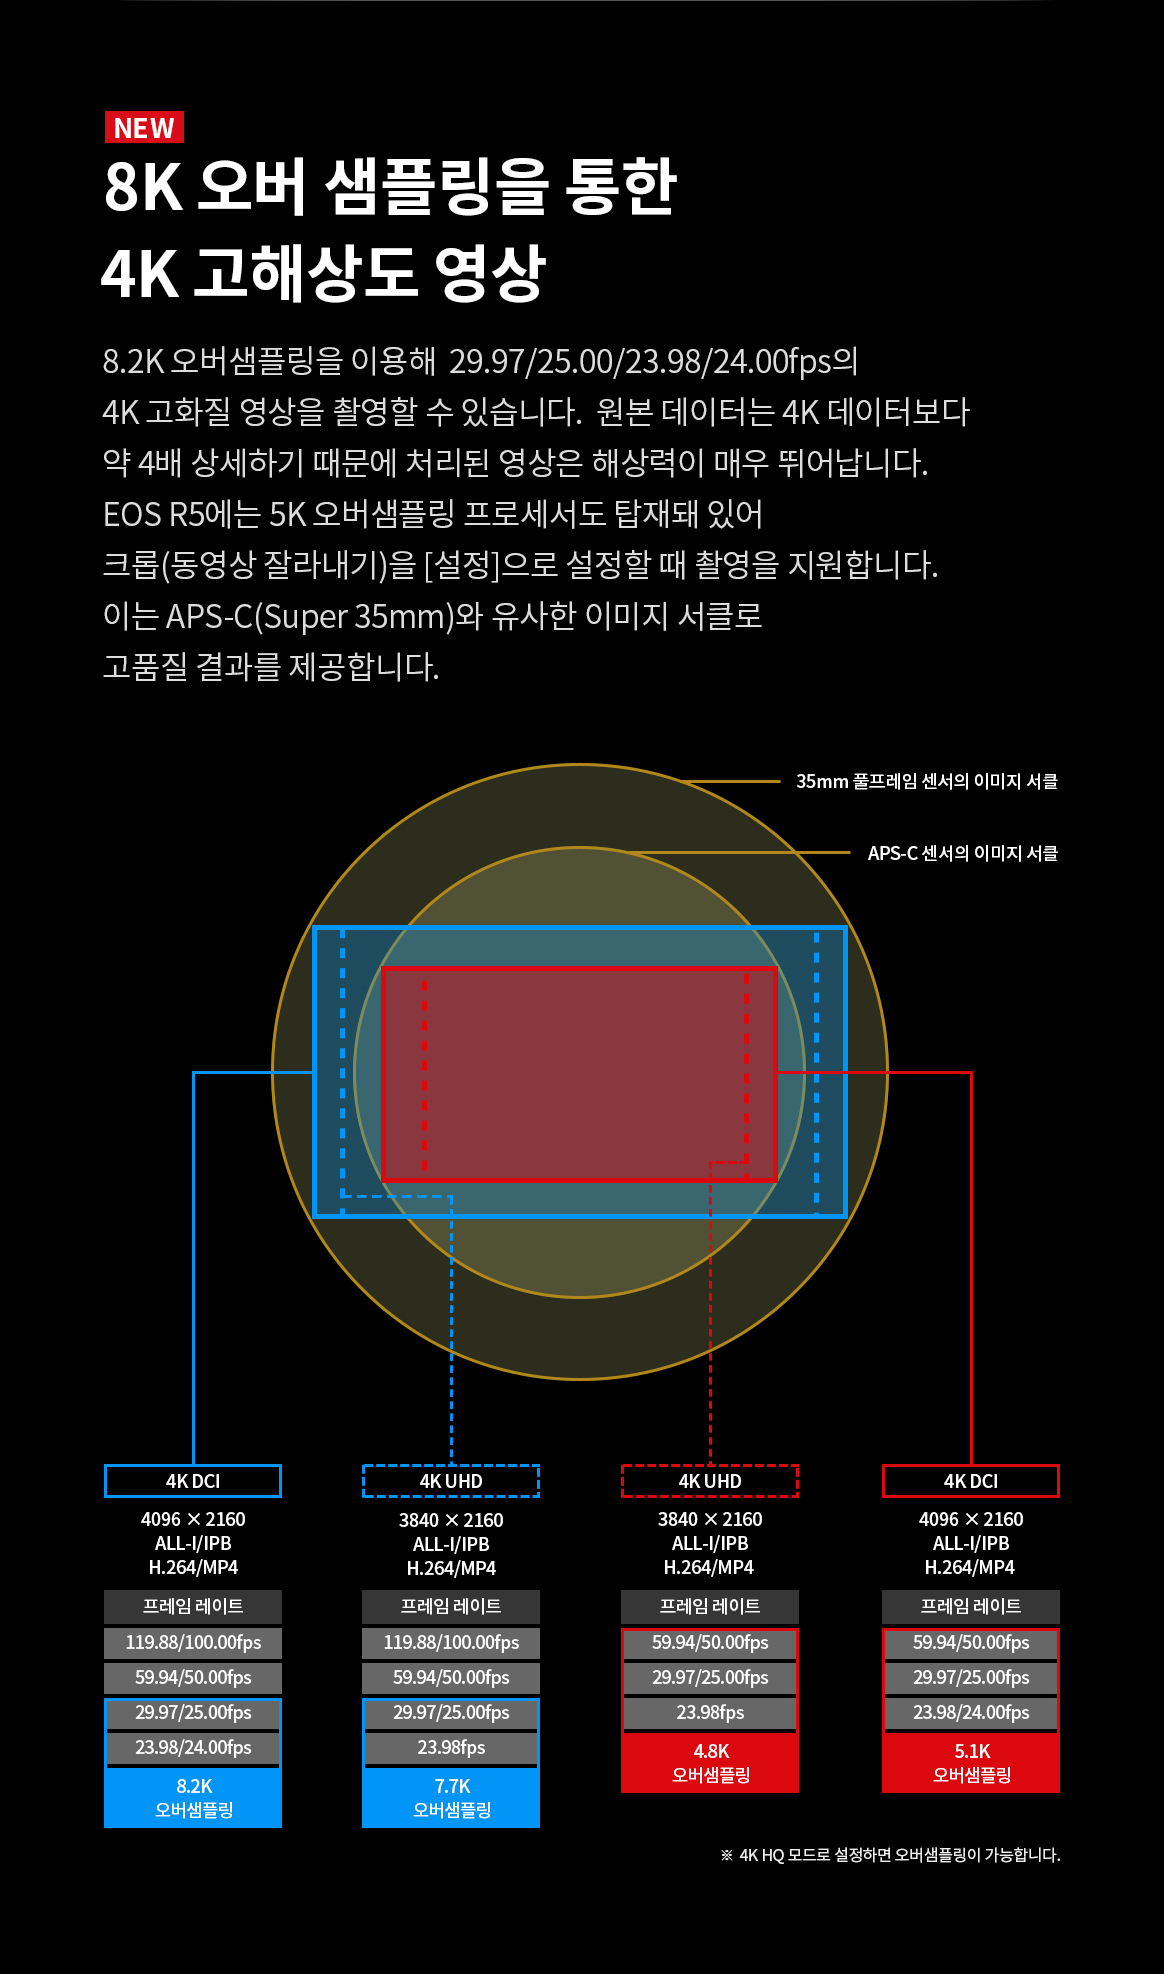 NEW
8K 오버 샘플링을 통한
4K 고해상도 영상
8.2K 오버샘플링을 이용해 29.97/25.00/23.98/24.00fps의
4K 고화질 영상을 촬영할 수 있습니다. 원본 데이터는 4K 데이터보다
약 4배 상세하기 때문에 처리된 영상은 해상력이 매우 뛰어납니다.
EOS R5에는 5K 오버샘플링 프로세서도 탑재돼 있어
크롭(동영상 잘라내기)을 [설정]으로 설정할 때 촬영을 지원합니다.
이는 APS-C(Super 35mm)와 유사한 이미지 서클로
고품질 결과를 제공합니다.
35mm 풀프레임 센서의 이미지 서클
APS-C 센서의 이미지 서클
4K DCI
4096 × 2160
ALL-I/IPB
H.264/MP4
프레임 레이트
119.88/100.00fps
59.94/50.00fps
29.97/25.00fps
23.98/24.00fps
8.2K
오버샘플링
4K UHD
3840 × 2160
ALL-I/IPB
H.264/MP4
프레임 레이트
119.88/100.00fps
59.94/50.00fps
29.97/25.00fps
23.98fps
7.7K
오버샘플링
4K UHD
3840 × 2160
ALL-I/IPB
H.264/MP4
프레임 레이트
59.94/50.00fps
29.97/25.00fps
23.98fps
4.8K
오버샘플링
4K DCI
4096 × 2160
ALL-I/IPB
H.264/MP4
프레임 레이트
59.94/50.00fps
29.97/25.00fps
23.98/24.00fps
5.1K
오버샘플링
※ 4K HQ 모드로 설정하면 오버샘플링이 가능합니다.